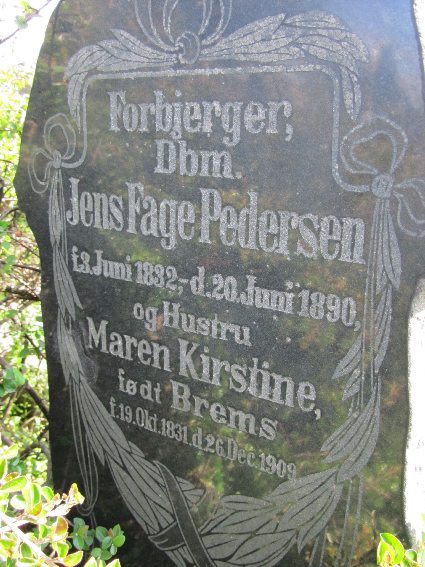 Forbjerger,
Dbm.
Jens Fage Pedersen
f.3.Juni 1832,-d.20.Juni 1890,
og Hustru
Maren Kirstine,
født Brems
f.19.Okt.1831 d.26.Dec.1909